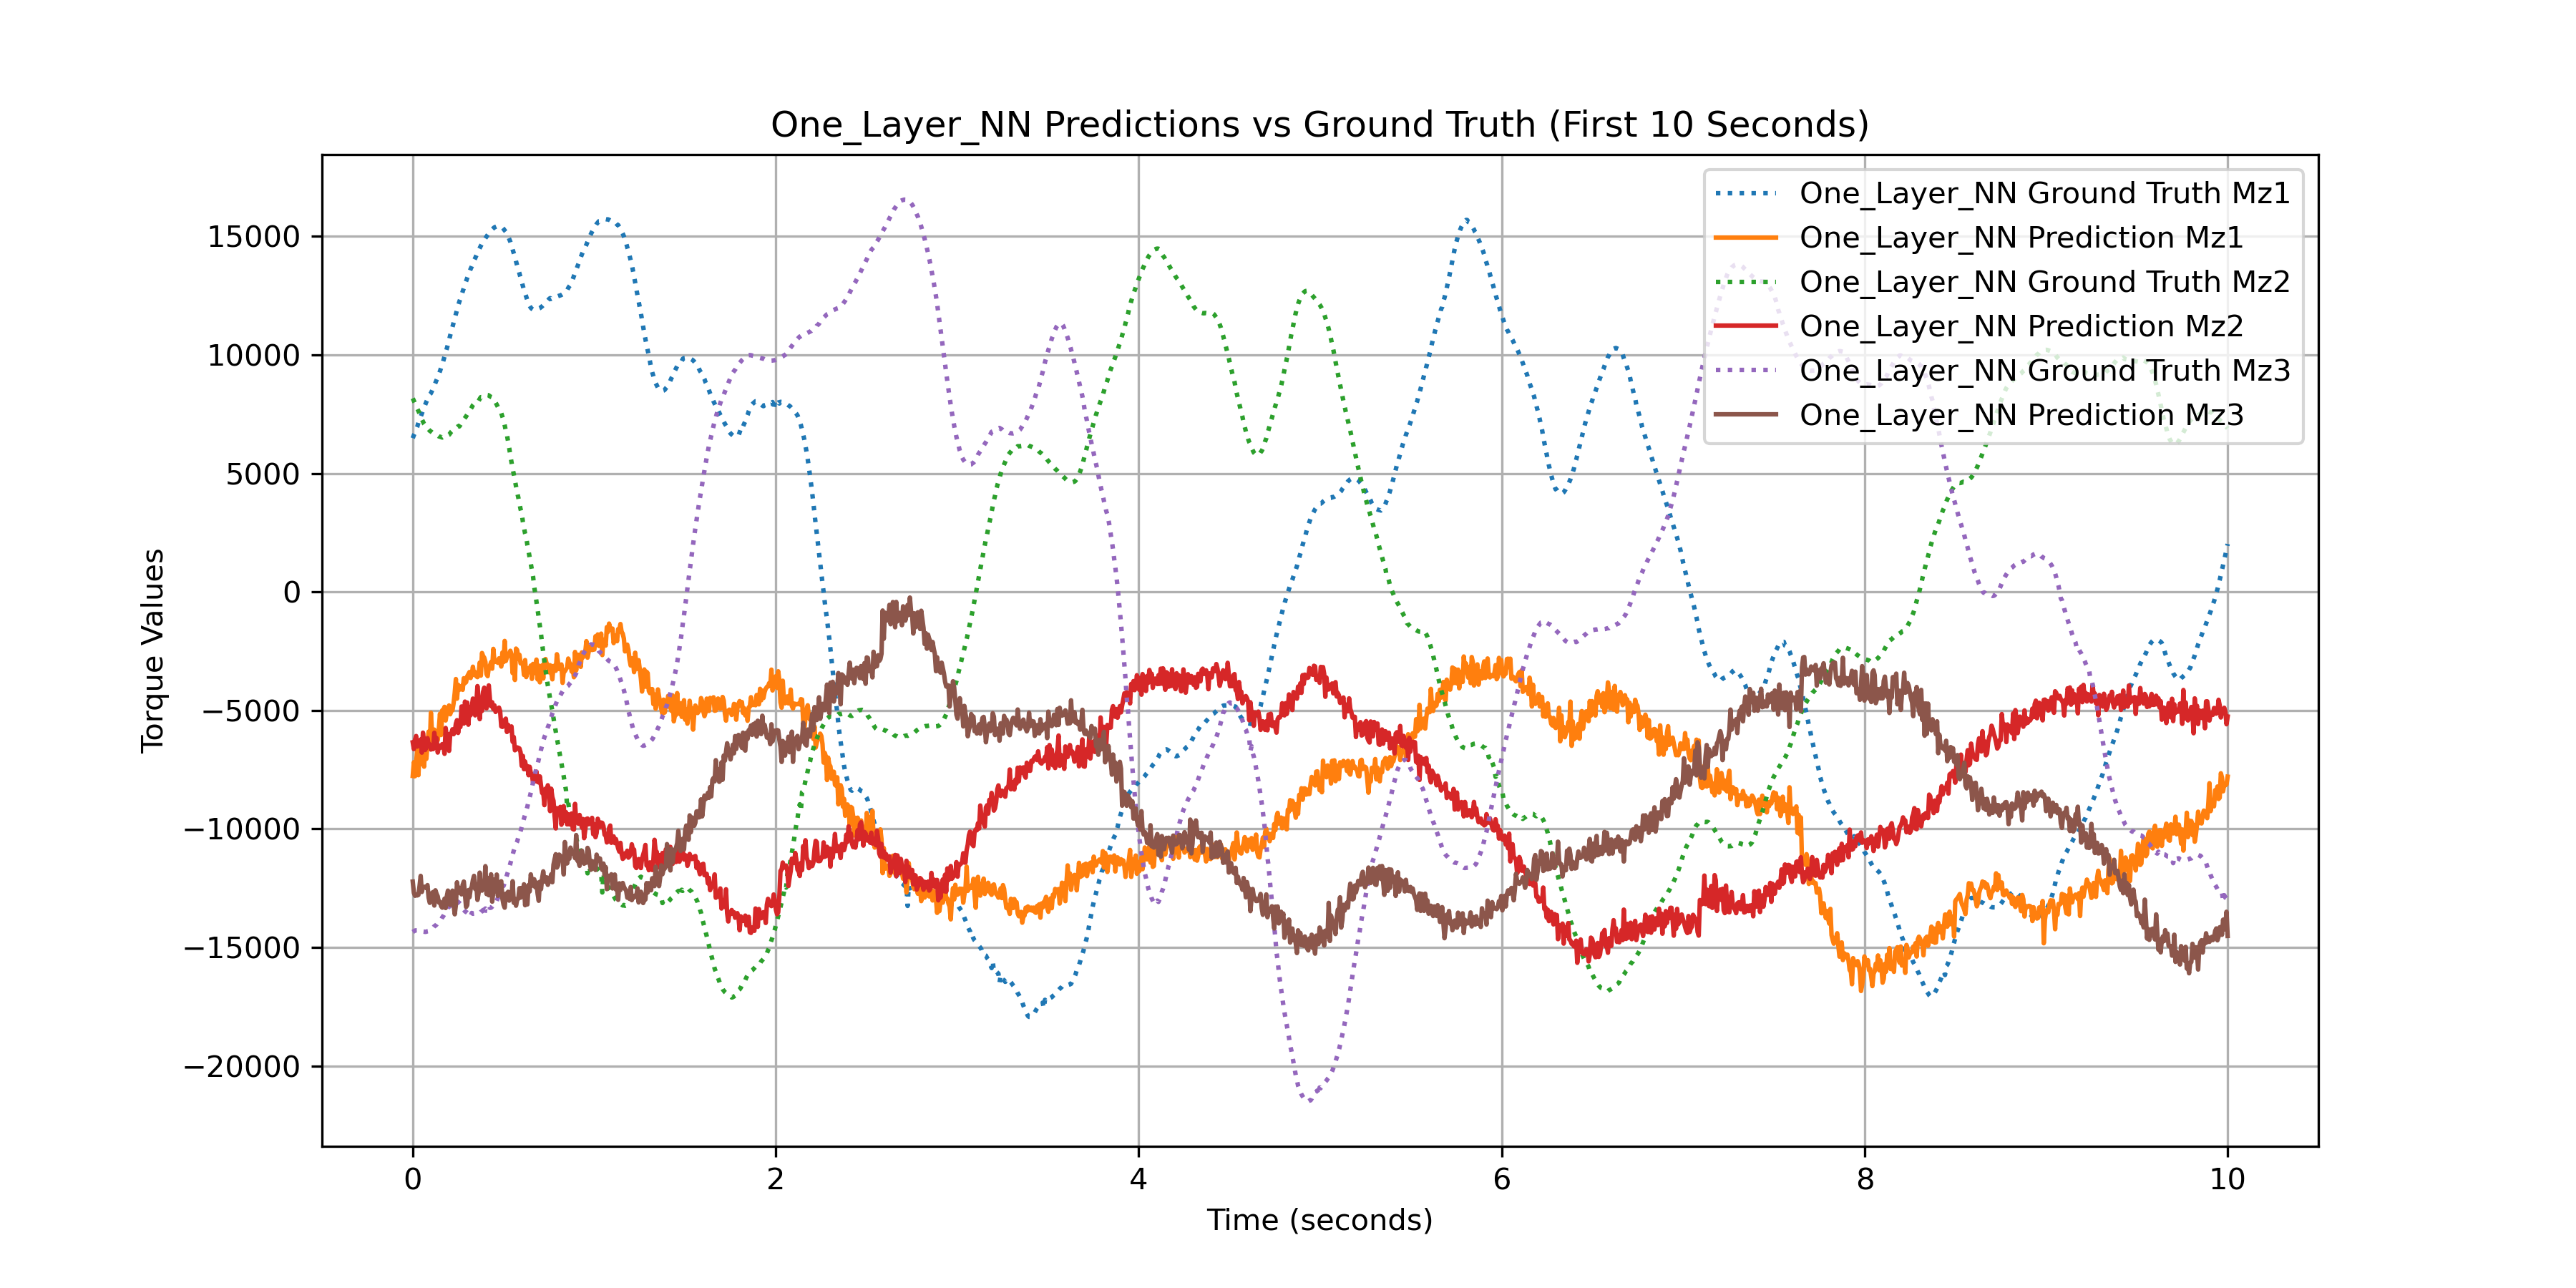 One_Layer_NN Predictions vs Ground Truth (First 10 Seconds)
One_Layer_NN Ground Truth Mz1
One_Layer_NN Prediction Mz1
One_Layer_NN Ground Truth Mz2
One_Layer_NN Prediction Mz2
One_Layer_NN Ground Truth Mz3
One_Layer_NN Prediction Mz3
Torque Values
15000
10000
5000
0
−5000
−10000
−15000
−20000
0 2 4 6 8 10
Time (seconds)